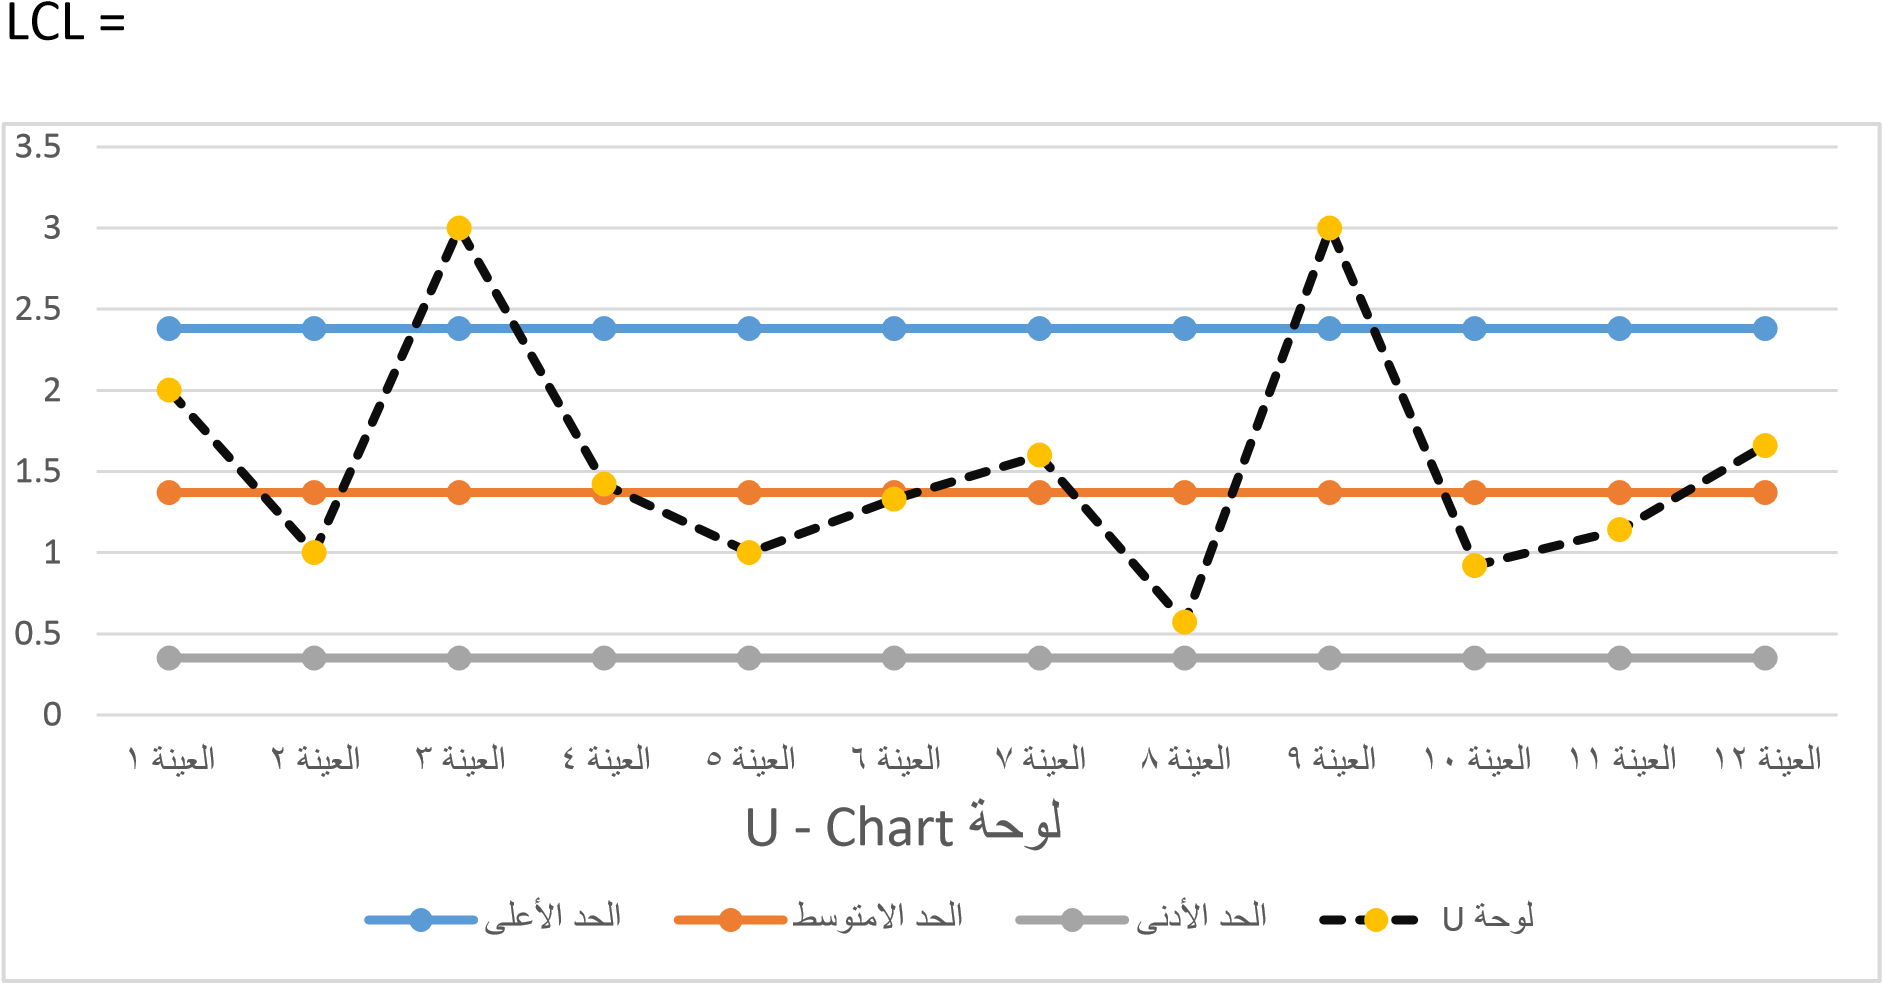 LCL =
3.5
3
2.5
2
1.5
1
0.5
0
العينة ١ العينة ٢ العينة ٣ العينة ٤ العينة ٥ العينة ٦ العينة ٧ العينة ٨ العينة ٩ العينة ١٠ العينة ١١ العينة ١٢
لوحة U - Chart
الحد الأعلى الحد الامتوسط الحد الأدنى لوحة U